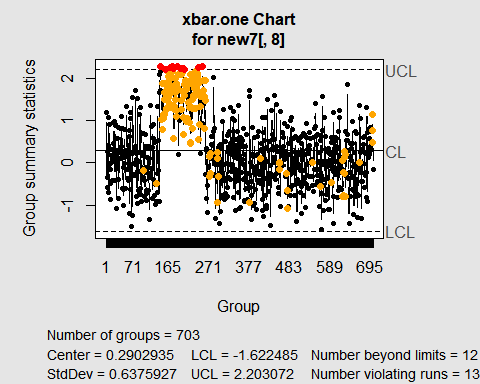 xbar.one Chart
for new7[, 8]
Group summary statistics
2
1
0
-1
UCL
CL
LCL
1 71 165 271 377 483 589 695
Group
Number of groups = 703
Center = 0.2902935 LCL = -1.622485 Number beyond limits = 12
StdDev = 0.6375927 UCL = 2.203072 Number violating runs = 13